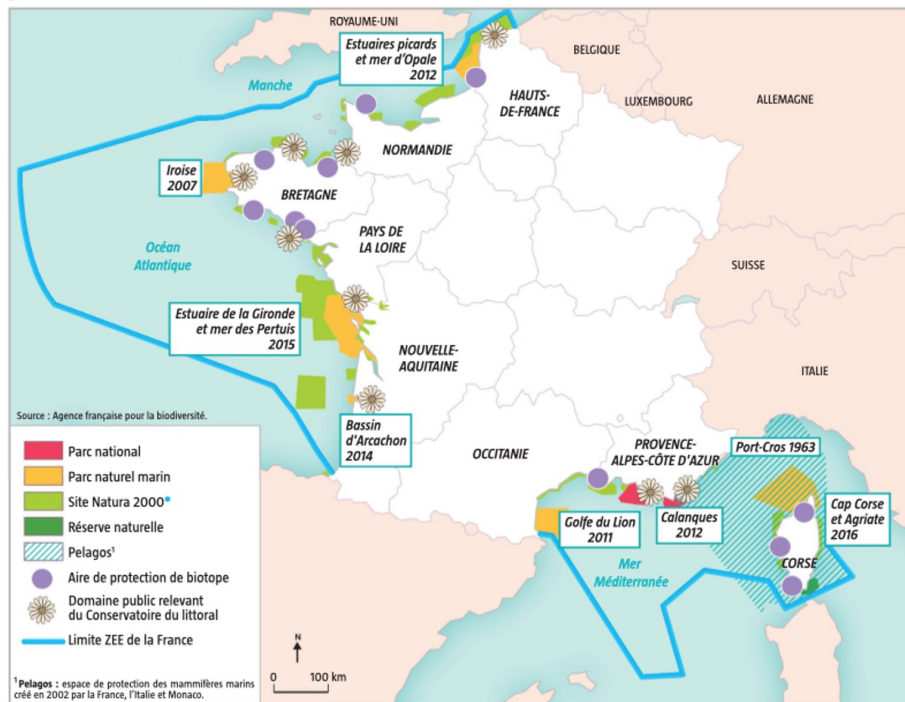 ROYAUME-UNI
Estuaires picards
et mer d'Opale
2012
BELGIQUE
Manche
HAUTS-
DE-FRANCE
LUXEMBOURG
ALLEMAGNE
NORMANDIE
Iroise
2007
BRETAGNE
PAYS DE
LA LOIRE
Océan
Atlantique
SUISSE
Estuaire de la Gironde
et mer des Pertuis
2015
NOUVELLE-
AQUITAINE
ITALIE
Source : Agence française pour la biodiversité.
Bassin
d'Arcachon
2014
OCCITANIE
PROVENCE-
ALPES-CÔTE D'AZUR
Port-Cros 1963
Golfe du Lion
2011
Calanques
2012
Cap Corse
et Agriate
2016
CORSE
Mer
Méditerranée
Parc national
Parc naturel marin
Site Natura 2000*
Réserve naturelle
Pelagos¹
Aire de protection de biotope
Domaine public relevant
du Conservatoire du littoral
Limite ZEE de la France
N
100 km
0
¹ Pelagos : espace de protection des mammifères marins
créé en 2002 par la France, l'Italie et Monaco.